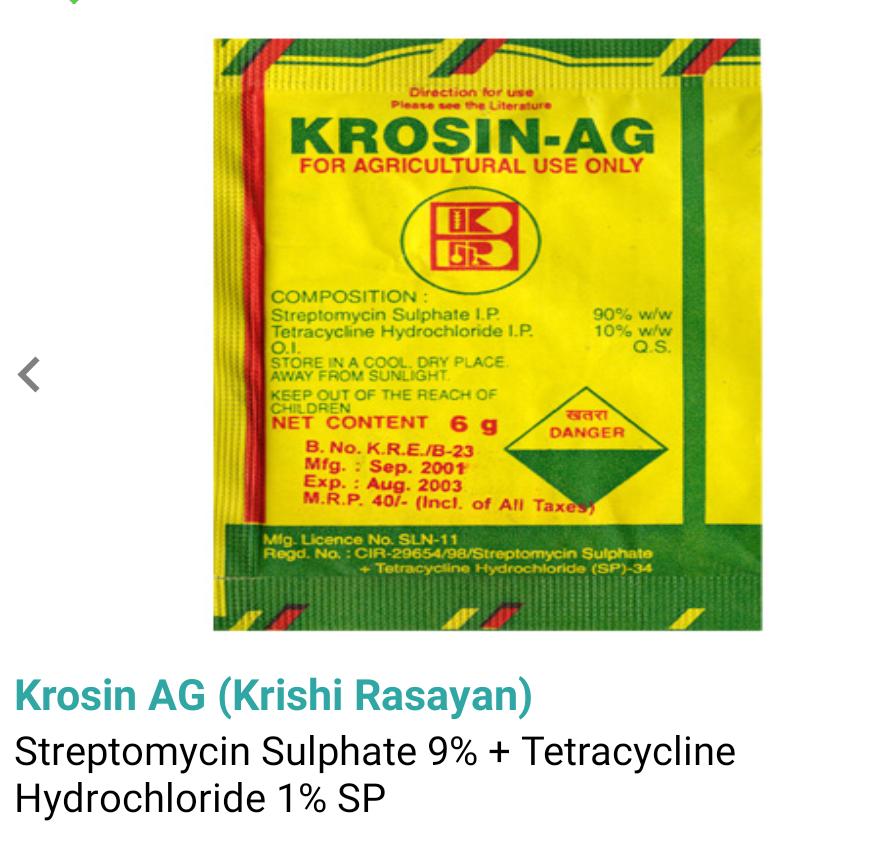 Direction for use
Please see the Literature
KROSIN-AG
FOR AGRICULTURAL USE ONLY
COMPOSITION :
Streptomycin Sulphate I.P. 90% w/w
Tetracycline Hydrochloride I.P. 10% w/w
O.I. Q.S.
STORE IN A COOL, DRY PLACE.
AWAY FROM SUNLIGHT.
KEEP OUT OF THE REACH OF
CHILDREN
NET CONTENT 6 g
खतरा
DANGER
B. No. K.R.E./B-23
Mfg. : Sep. 2001
Exp. : Aug. 2003
M.R.P. 40/- (Incl. of All Taxes)
Mfg. Licence No. SLN-11
Regd. No. : CIR-29654/98/Streptomycin Sulphate
+ Tetracycline Hydrochloride (SP)-34
Krosin AG (Krishi Rasayan)
Streptomycin Sulphate 9% + Tetracycline
Hydrochloride 1% SP